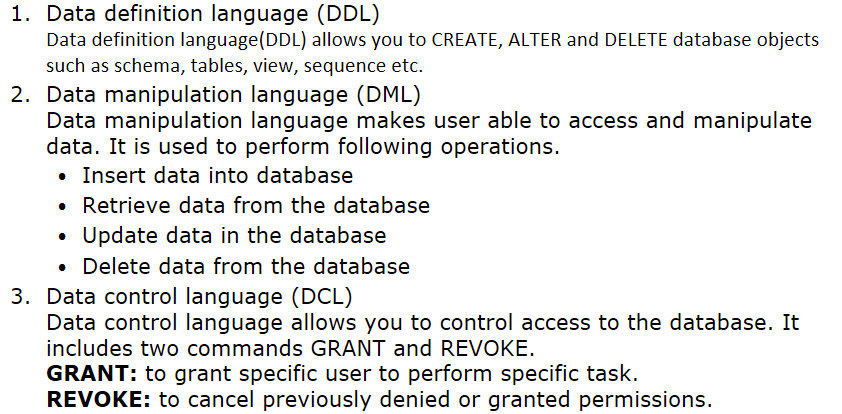 1. Data definition language (DDL)
Data definition language(DDL) allows you to CREATE, ALTER and DELETE database objects
such as schema, tables, view, sequence etc.
2. Data manipulation language (DML)
Data manipulation language makes user able to access and manipulate
data. It is used to perform following operations.
• Insert data into database
• Retrieve data from the database
• Update data in the database
• Delete data from the database
3. Data control language (DCL)
Data control language allows you to control access to the database. It
includes two commands GRANT and REVOKE.
GRANT: to grant specific user to perform specific task.
REVOKE: to cancel previously denied or granted permissions.